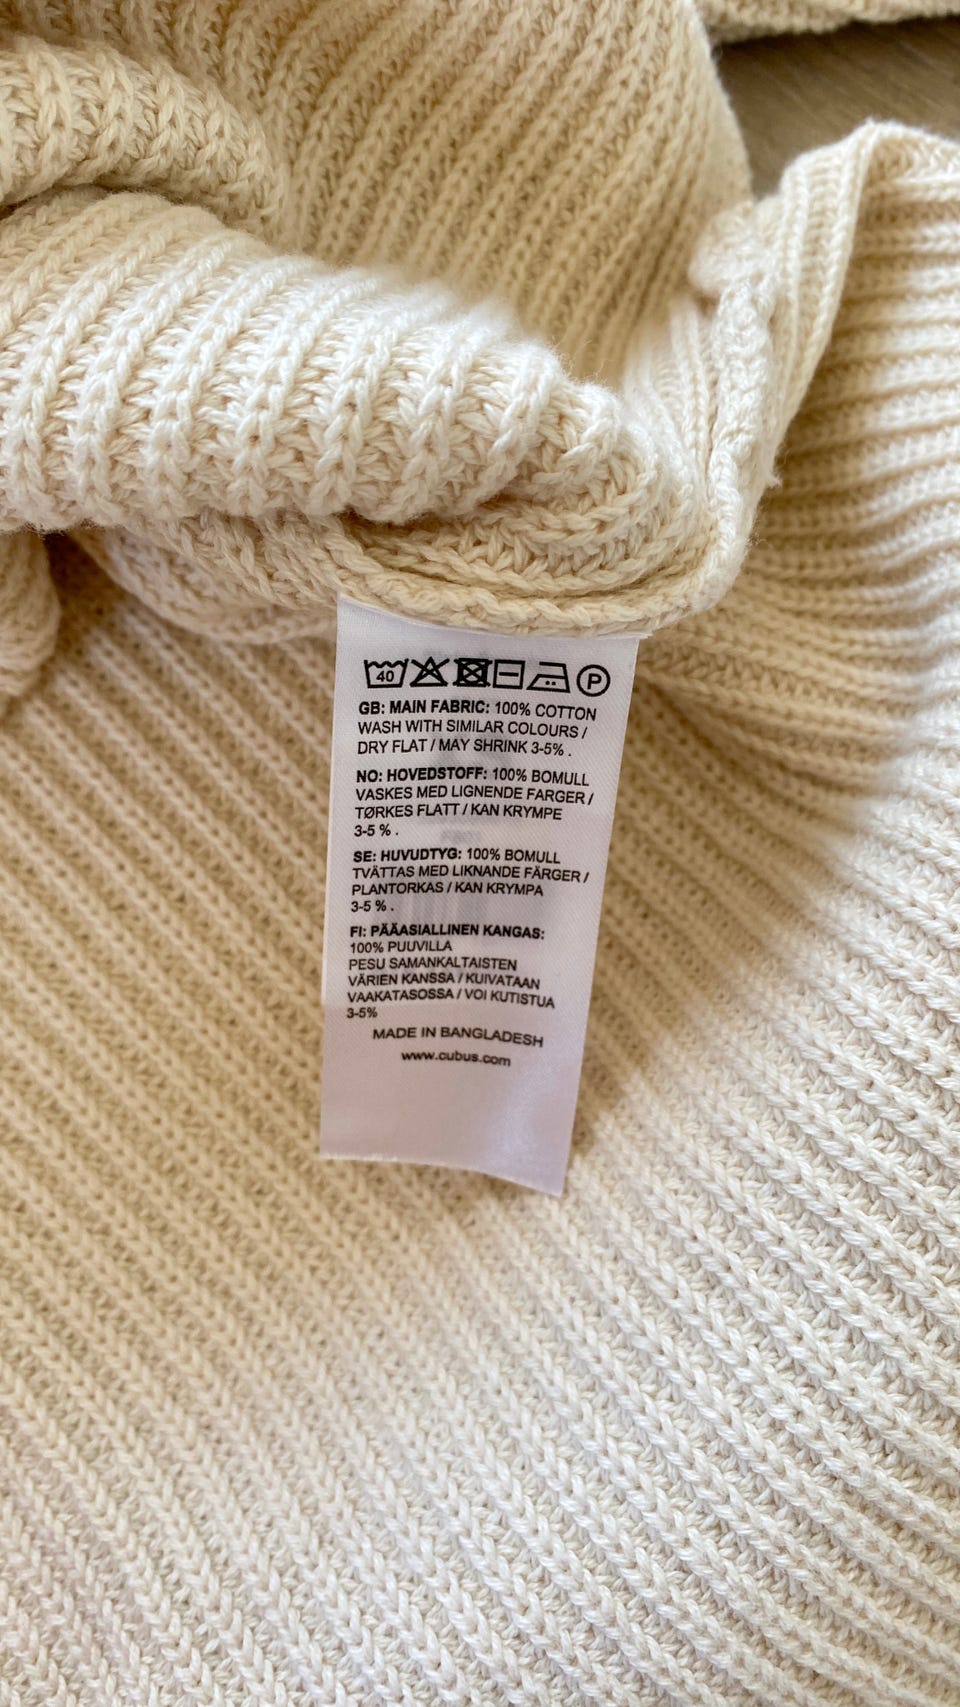 40 P
GB: MAIN FABRIC: 100% COTTON
WASH WITH SIMILAR COLOURS /
DRY FLAT / MAY SHRINK 3-5% .
NO: HOVEDSTOFF: 100% BOMULL
VASKES MED LIGNENDE FARGER /
TØRKES FLATT / KAN KRYMPE
3-5 % .
SE: HUVUDTYG: 100% BOMULL
TVÄTTAS MED LIKNANDE FÄRGER /
PLANTORKAS / KAN KRYMPA
3-5 % .
FI: PÄÄASIALLINEN KANGAS:
100% PUUVILLA
PESU SAMANKALTAISTEN
VÄRIEN KANSSA / KUIVATAAN
VAAKATASOSSA / VOI KUTISTUA
3-5%
MADE IN BANGLADESH
www.cubus.com